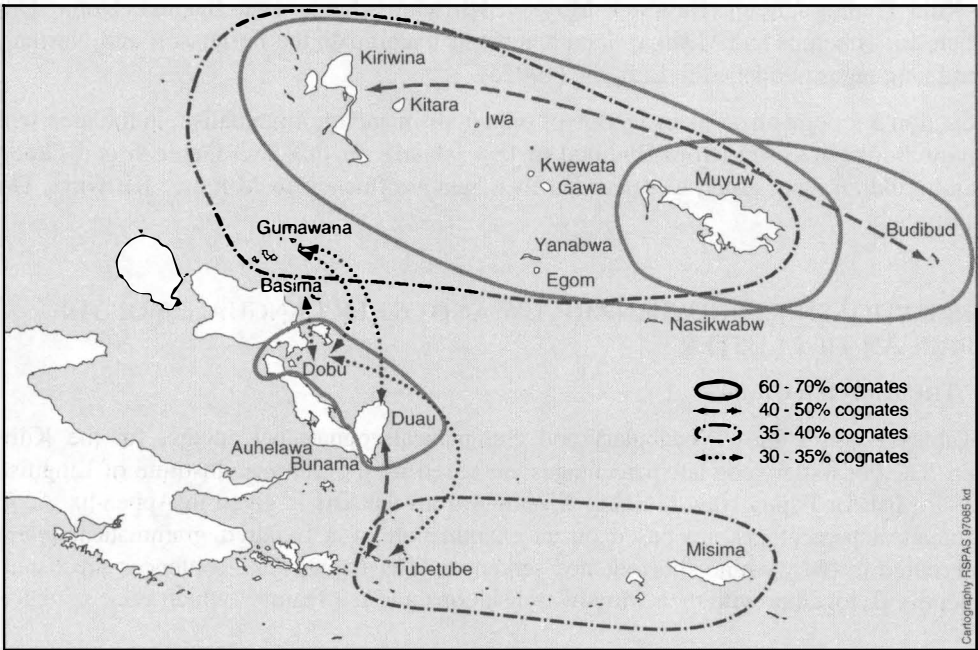 Kiriwina
Kitara
Iwa
Kwewata
Gawa
Muyuw
Gumawana
Budibud
Yanabwa
Basima
Egom
Nasikwabw
Dobu
60 - 70% cognates
40 - 50% cognates
35 - 40% cognates
30 - 35% cognates
Duau
Auhelawa
Bunama
Misima
Tubetube
Cartography RSPAS 97085 kd